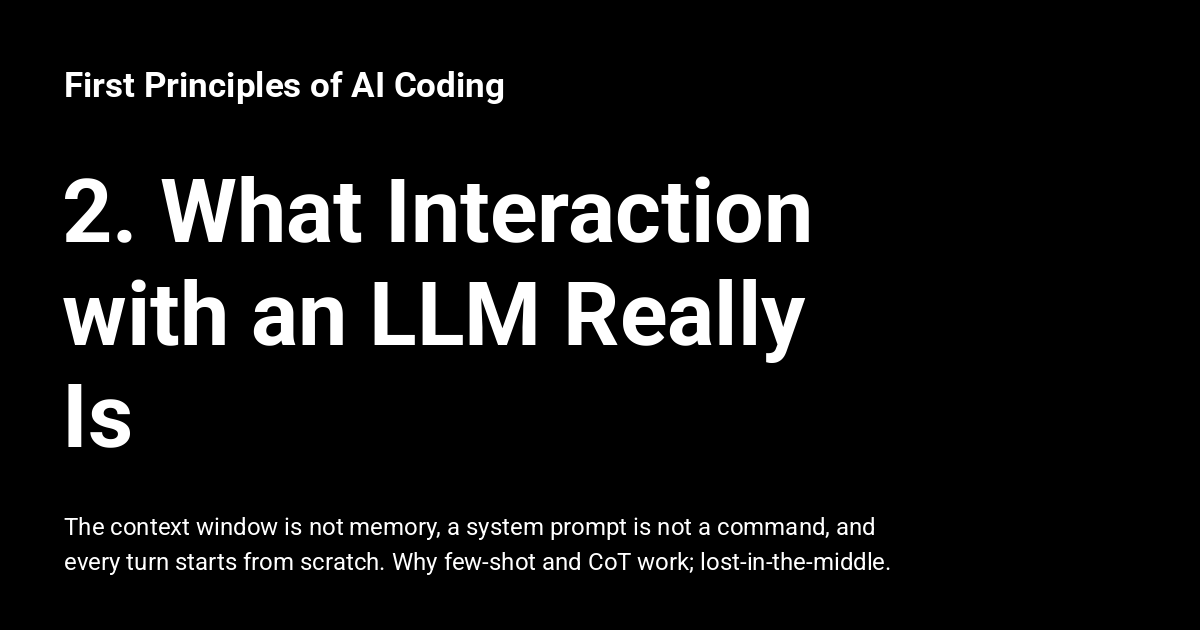 First Principles of AI Coding
2. What Interaction
with an LLM Really
Is
The context window is not memory, a system prompt is not a command, and
every turn starts from scratch. Why few-shot and CoT work; lost-in-the-middle.